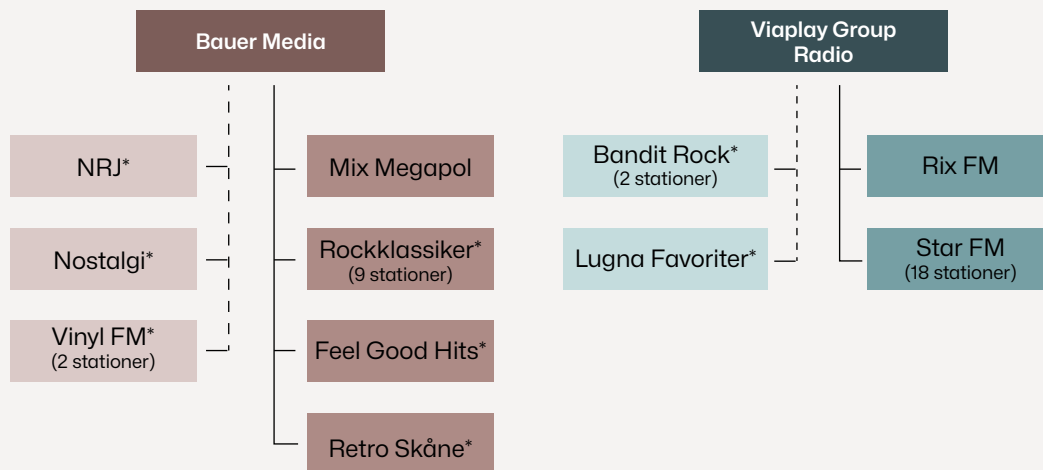 Bauer Media
NRJ*
Nostalgi*
Vinyl FM*
(2 stationer)
Mix Megapol
Rockklassiker*
(9 stationer)
Feel Good Hits*
Retro Skåne*
Viaplay Group
Radio
Bandit Rock*
(2 stationer)
Lugna Favoriter*
Rix FM
Star FM
(18 stationer)